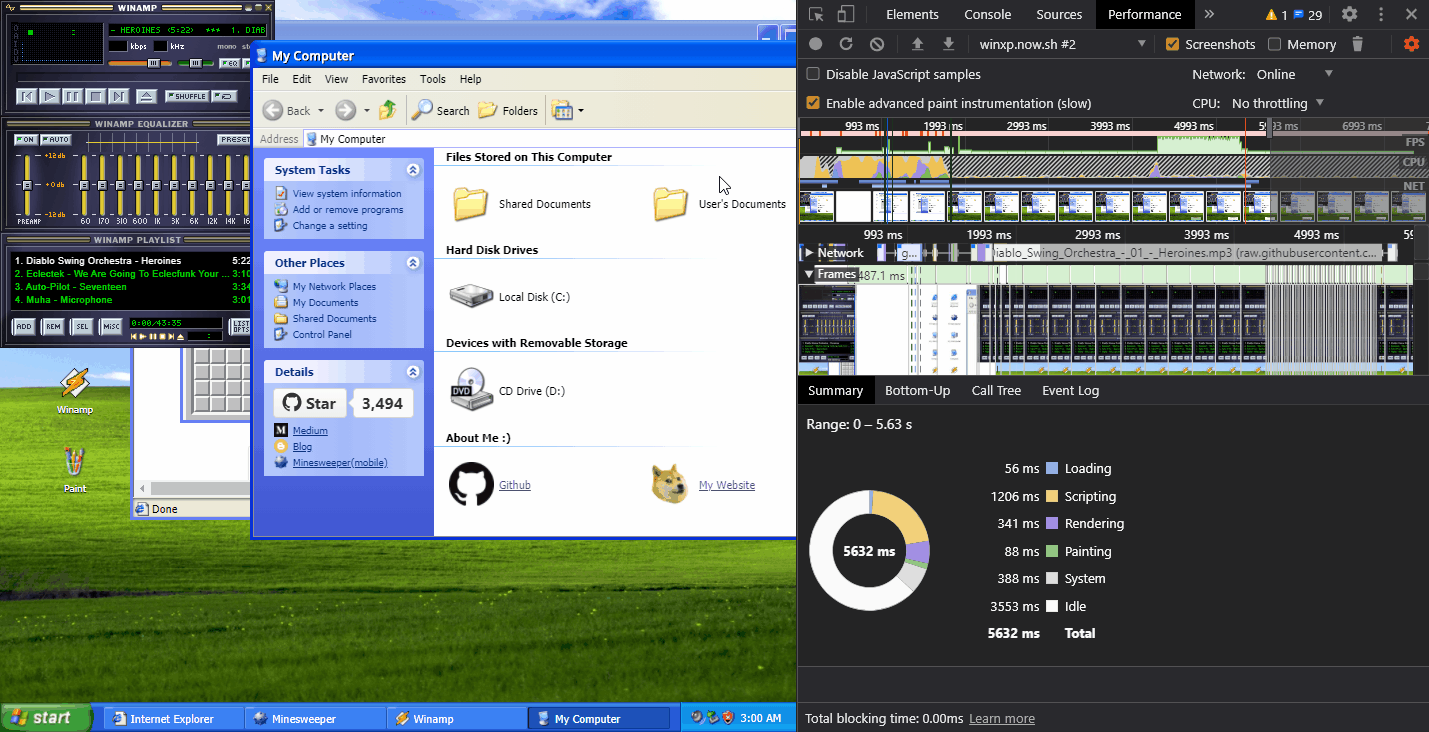 WINAMP
HEROINES (5:22) *** 1. DIAB
kbps kHz mono
EQ
SHUFFLE
WINAMP EQUALIZER
ON AUTO PRESET
+12db
+0db
-12db
PREAMP 60 170 310 600 1K 3K 6K 12K 14K 16K
WINAMP PLAYLIST
1. Diablo Swing Orchestra - Heroines 5:22
2. Eclectek - We Are Going To Eclecfunk Your ... 3:10
3. Auto-Pilot - Seventeen 3:34
4. Muha - Microphone 3:01
ADD REM SEL MISC 0:00/43:35 LIST OPTS
Winamp
Paint
Done
My Computer
File Edit View Favorites Tools Help
Back Search Folders
Address My Computer
System Tasks
View system information
Add or remove programs
Change a setting
Other Places
My Network Places
My Documents
Shared Documents
Control Panel
Details
Star 3,494
Medium
Blog
Minesweeper(mobile)
Files Stored on This Computer
Shared Documents User's Documents
Hard Disk Drives
Local Disk (C:)
Devices with Removable Storage
DVD
CD Drive (D:)
About Me :)
Github My Website
start Internet Explorer Minesweeper Winamp My Computer 3:00 AM
Elements Console Sources Performance » 1 29
winxp.now.sh #2 Screenshots Memory
Disable JavaScript samples Network: Online
Enable advanced paint instrumentation (slow) CPU: No throttling
993 ms 1993 ms 2993 ms 3993 ms 4993 ms 6993 ms
FPS
CPU
NET
993 ms 1993 ms 2993 ms 3993 ms 4993 ms
Network g... iablo_Swing_Orchestra_-_01_-_Heroines.mp3 (raw.githubusercontent.c...
Frames 487.1 ms
Summary Bottom-Up Call Tree Event Log
Range: 0 – 5.63 s
56 ms Loading
1206 ms Scripting
341 ms Rendering
88 ms Painting
388 ms System
3553 ms Idle
5632 ms Total
5632 ms
Total blocking time: 0.00ms Learn more